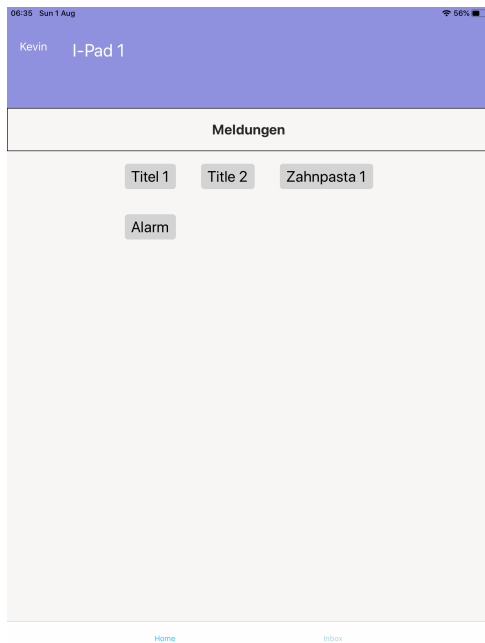 06:35 Sun 1 Aug 56%
Kevin I-Pad 1
Meldungen
Titel 1 Title 2 Zahnpasta 1
Alarm
Home Inbox